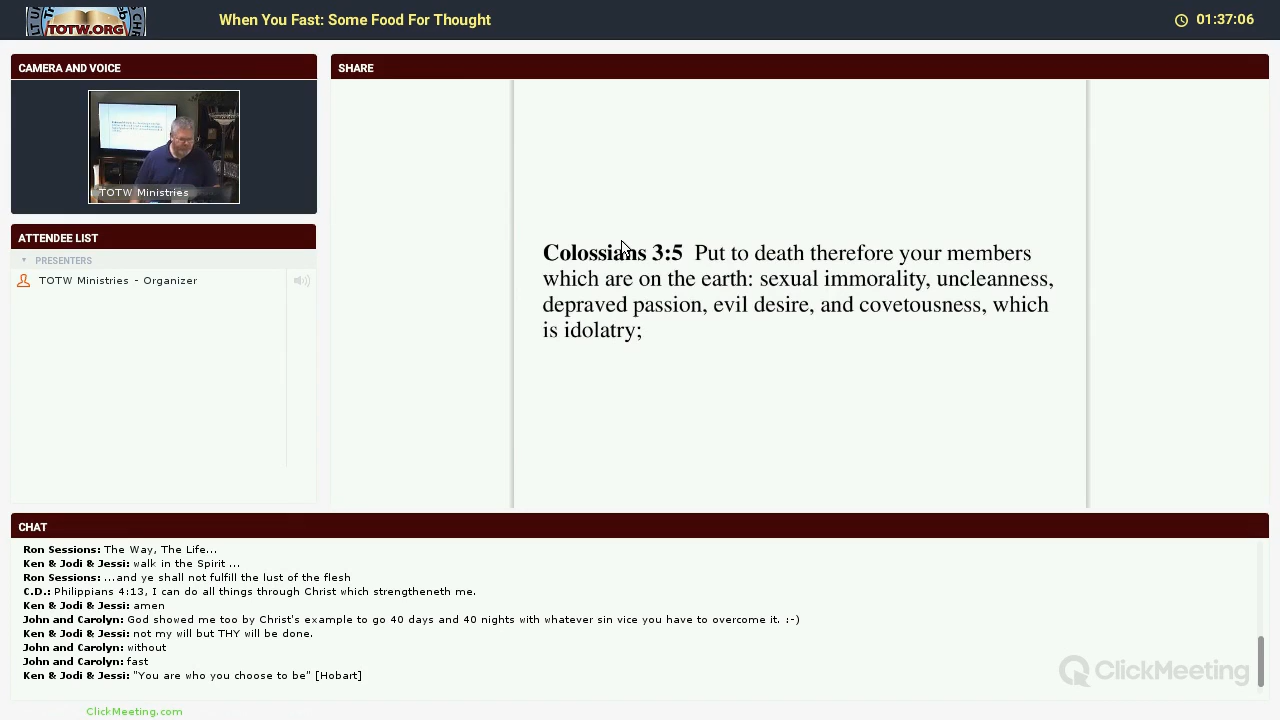 TOTW.ORG
When You Fast: Some Food For Thought
01:37:06
CAMERA AND VOICE
TOTW Ministries
ATTENDEE LIST
PRESENTERS
TOTW Ministries - Organizer
SHARE
Colossians 3:5 Put to death therefore your members
which are on the earth: sexual immorality, uncleanness,
depraved passion, evil desire, and covetousness, which
is idolatry;
CHAT
Ron Sessions: The Way, The Life...
Ken & Jodi & Jessi: walk in the Spirit ...
Ron Sessions: ...and ye shall not fulfill the lust of the flesh
C.D.: Philippians 4:13, I can do all things through Christ which strengtheneth me.
Ken & Jodi & Jessi: amen
John and Carolyn: God showed me too by Christ's example to go 40 days and 40 nights with whatever sin vice you have to overcome it. :-)
Ken & Jodi & Jessi: not my will but THY will be done.
John and Carolyn: without
John and Carolyn: fast
Ken & Jodi & Jessi: "You are who you choose to be" [Hobart]
ClickMeeting
ClickMeeting.com